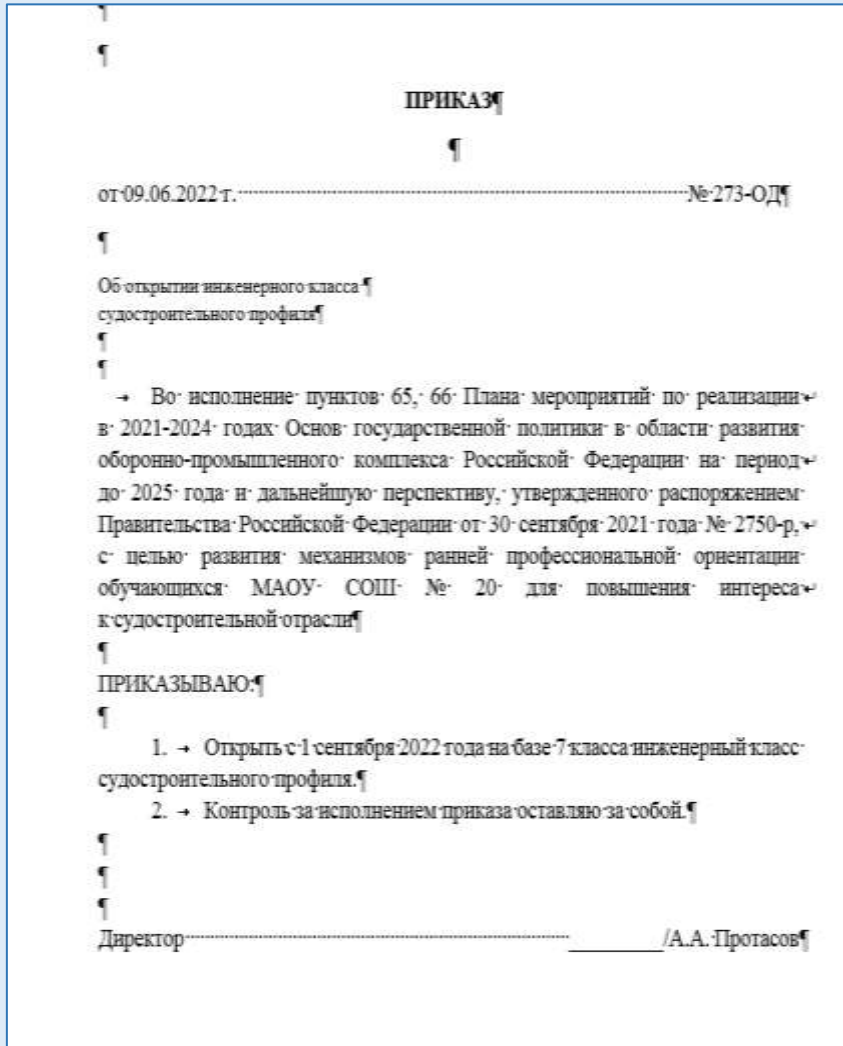 ПРИКАЗ
от 09.06.2022 г. № 273-ОД
Об открытии инженерного класса
судостроительного профиля
Во исполнение пунктов 65, 66 Плана мероприятий по реализации
в 2021-2024 годах Основ государственной политики в области развития
оборонно-промышленного комплекса Российской Федерации на период
до 2025 года и дальнейшую перспективу, утвержденного распоряжением
Правительства Российской Федерации от 30 сентября 2021 года № 2750-р,
с целью развития механизмов ранней профессиональной ориентации
обучающихся МАОУ СОШ № 20 для повышения интереса
к судостроительной отрасли
ПРИКАЗЫВАЮ:
1. Открыть с 1 сентября 2022 года на базе 7 класса инженерный класс
судостроительного профиля.
2. Контроль за исполнением приказа оставляю за собой.
Директор _________/А.А. Протасов